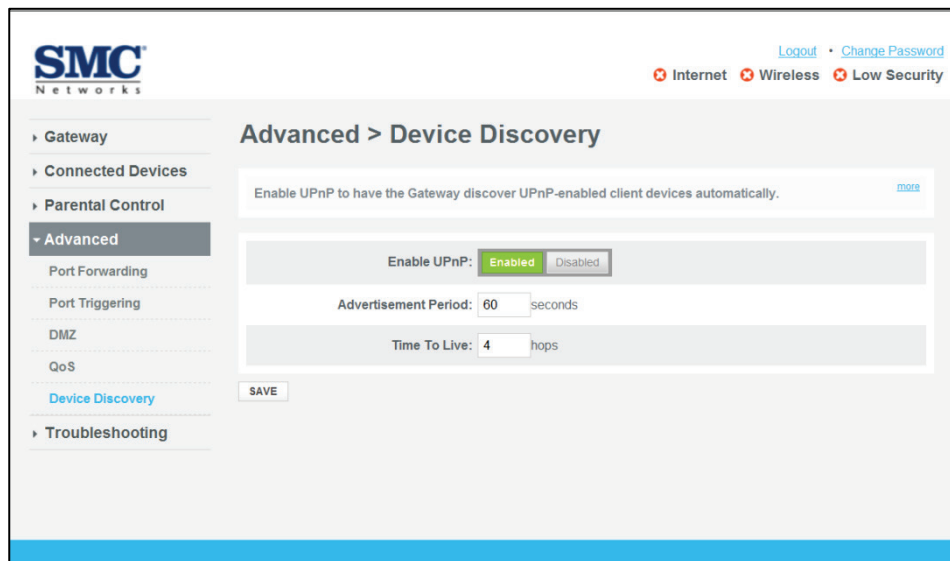 SMC
Networks
Logout • Change Password
Internet Wireless Low Security
Gateway
Connected Devices
Parental Control
Advanced
Port Forwarding
Port Triggering
DMZ
QoS
Device Discovery
Troubleshooting
Advanced > Device Discovery
Enable UPnP to have the Gateway discover UPnP-enabled client devices automatically. more
Enable UPnP: Enabled Disabled
Advertisement Period: 60 seconds
Time To Live: 4 hops
SAVE